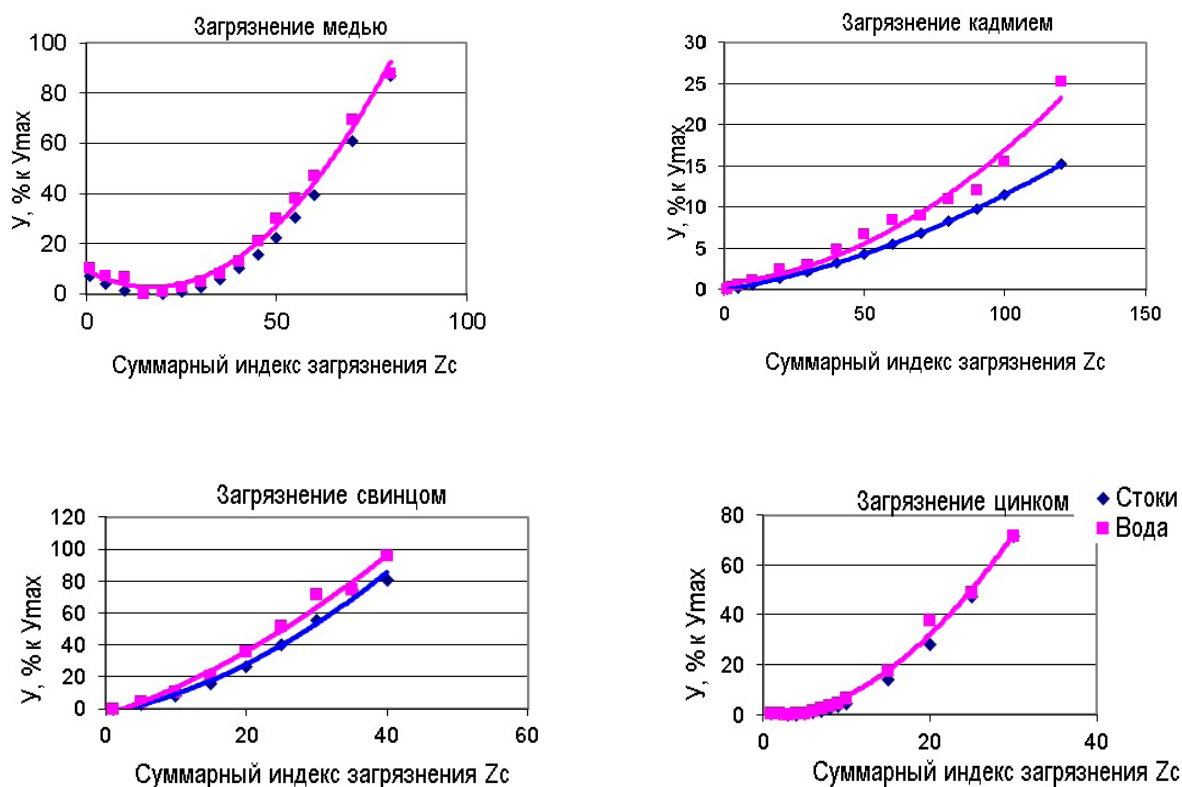 Загрязнение медью
100
80
60
40
20
0
0 50 100
У, % к Уmax
Суммарный индекс загрязнения Zc
Загрязнение кадмием
30
25
20
15
10
5
0
0 50 100 150
У, % к Уmax
Суммарный индекс загрязнения Zc
Загрязнение свинцом
120
100
80
60
40
20
0
0 20 40 60
У, % к Уmax
Суммарный индекс загрязнения Zc
Загрязнение цинком
80
60
40
20
0
0 20 40
У, % к Уmax
Суммарный индекс загрязнения Zc
Стоки
Вода